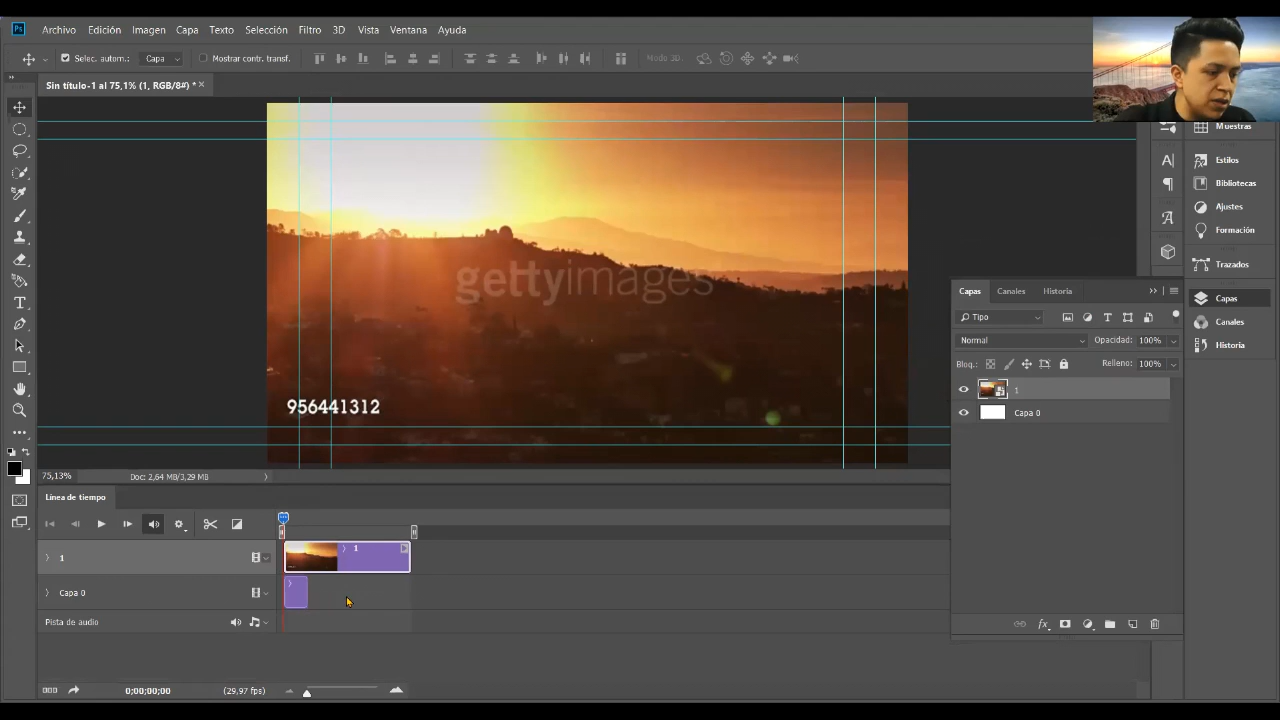 Ps Archivo Edición Imagen Capa Texto Selección Filtro 3D Vista Ventana Ayuda
Selec. autom.: Capa Mostrar contr. transf. Modo 3D:
Sin título-1 al 75,1% (1, RGB/8#) * ×
gettyimages
956441312
Muestras
Estilos
Bibliotecas
Ajustes
Formación
Trazados
Capas
Canales
Historia
Capas Canales Historia
Tipo
Normal Opacidad: 100%
Bloq.: Relleno: 100%
1
Capa 0
fx
75,13% Doc: 2,64 MB/3,29 MB
Línea de tiempo
1 1
Capa 0
Pista de audio
0;00;00;00 (29,97 fps)